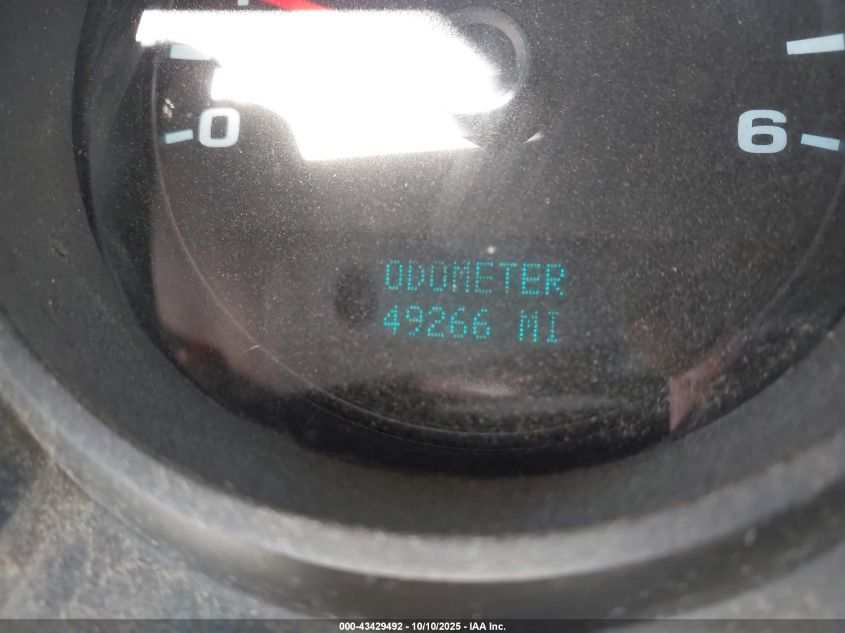 0 6
ODOMETER
49266 MI
000-43429492 - 10/10/2025 - IAA Inc.